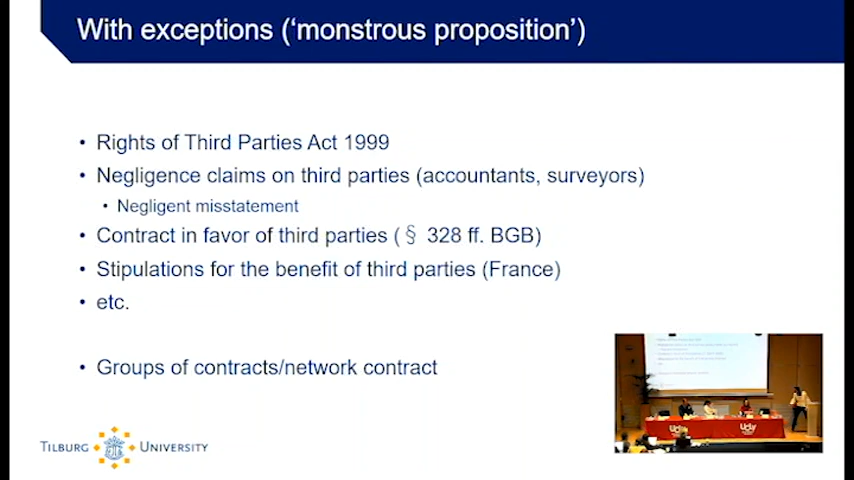 With exceptions ('monstrous proposition')
• Rights of Third Parties Act 1999
• Negligence claims on third parties (accountants, surveyors)
• Negligent misstatement
• Contract in favor of third parties (§ 328 ff. BGB)
• Stipulations for the benefit of third parties (France)
• etc.
• Groups of contracts/network contract
TILBURG UNIVERSITY